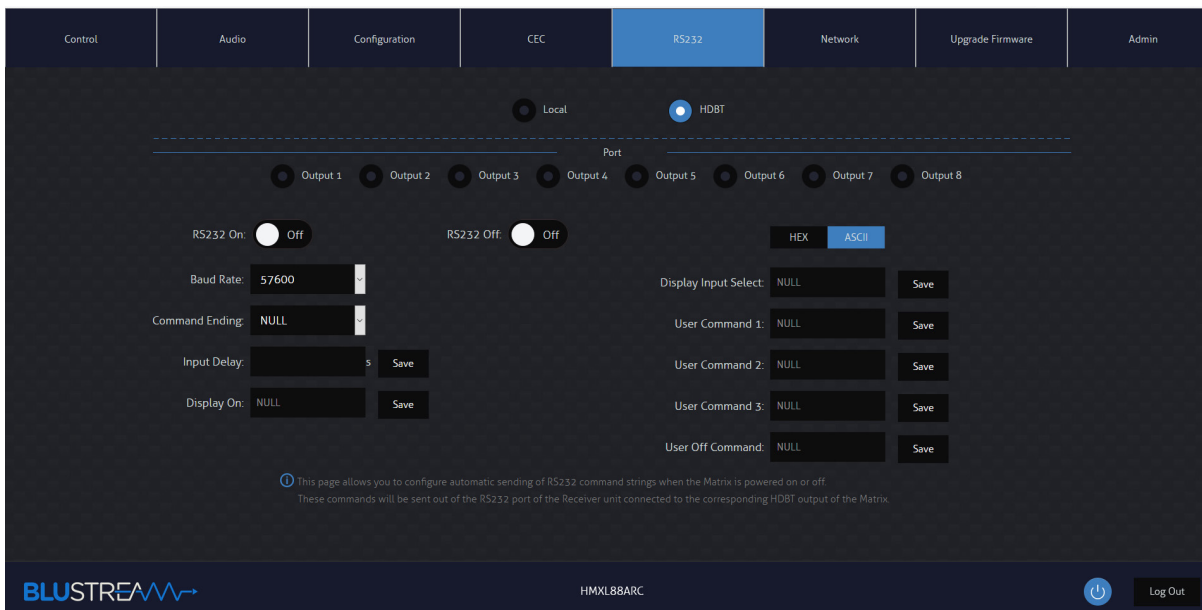 Control Audio Configuration CEC RS232 Network Upgrade Firmware Admin
Local HDBT
Port
Output 1 Output 2 Output 3 Output 4 Output 5 Output 6 Output 7 Output 8
RS232 On: Off RS232 Off: Off HEX ASCII
Baud Rate: 57600
Display Input Select: NULL Save
Command Ending: NULL
User Command 1: NULL Save
Input Delay: s Save
User Command 2: NULL Save
Display On: NULL Save
User Command 3: NULL Save
User Off Command: NULL Save
This page allows you to configure automatic sending of RS232 command strings when the Matrix is powered on or off.
These commands will be sent out of the RS232 port of the Receiver unit connected to the corresponding HDBT output of the Matrix.
BLUSTREAM HMXL88ARC Log Out